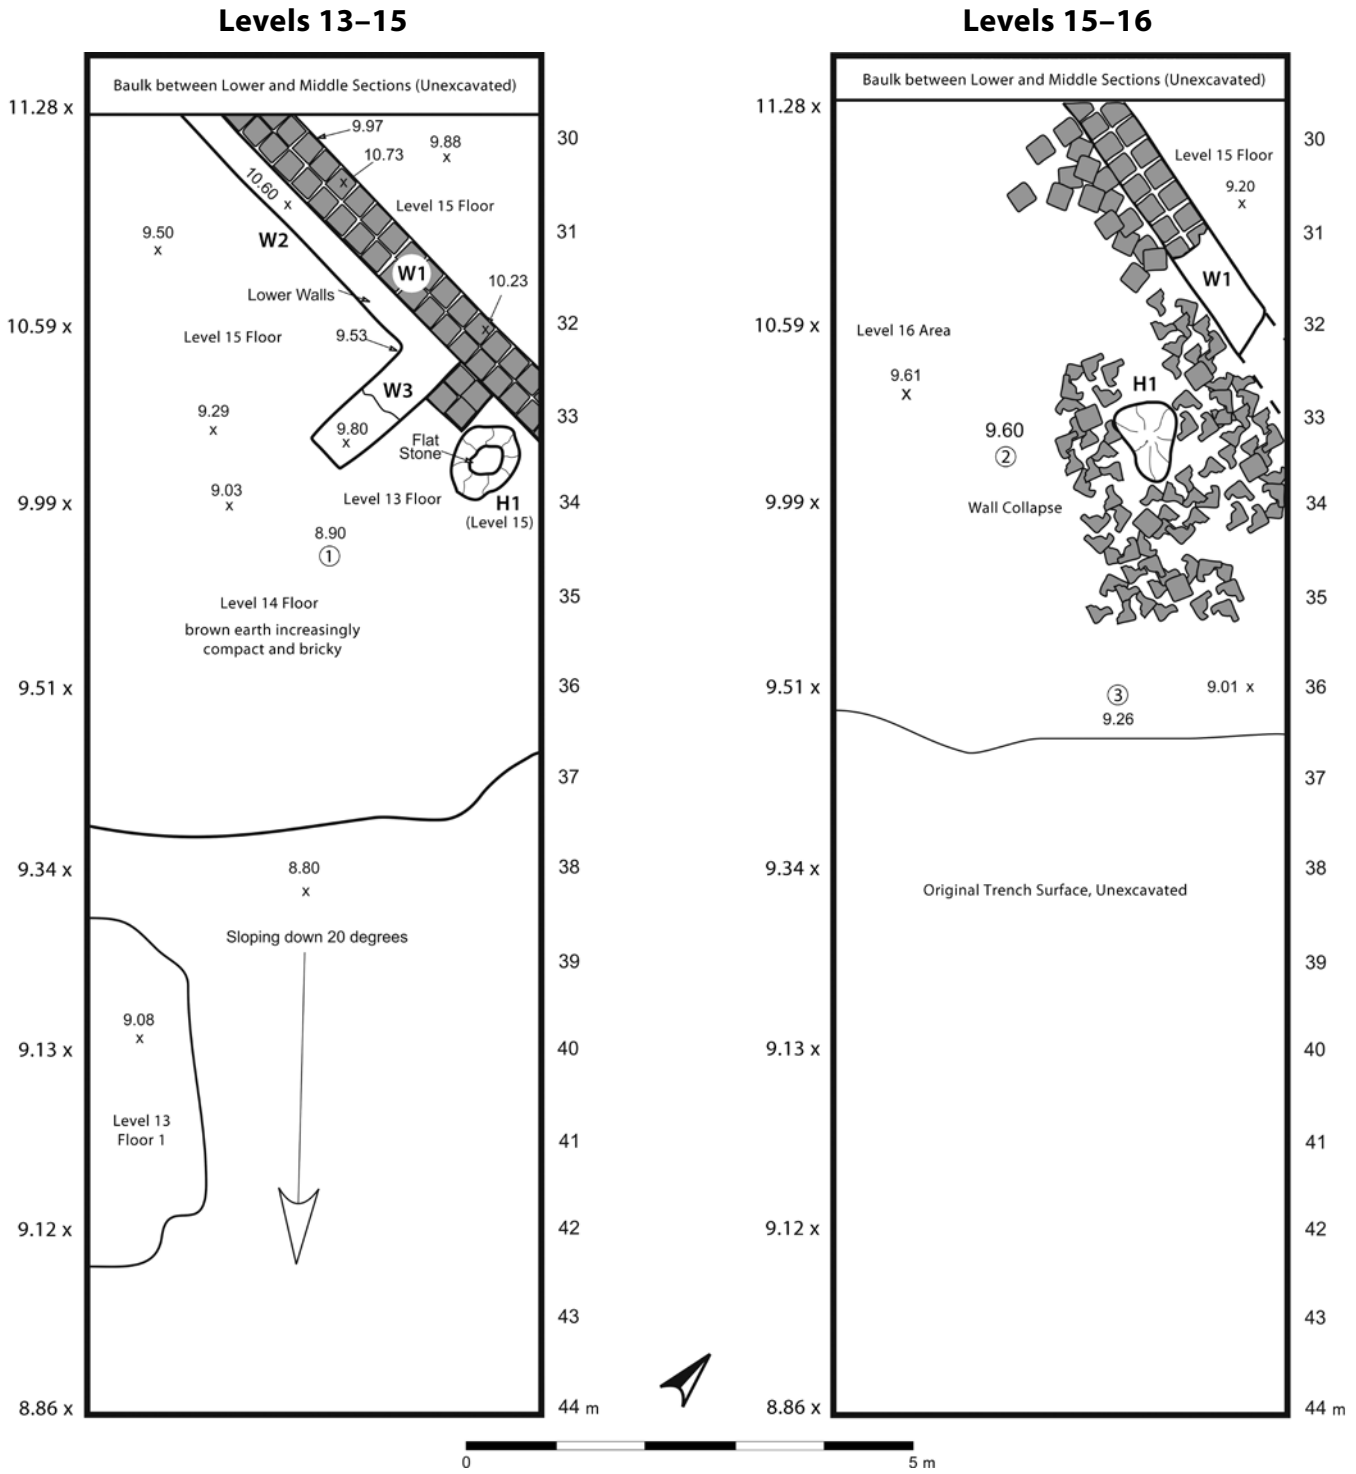 Levels 13–15
Baulk between Lower and Middle Sections (Unexcavated)
11.28 x
9.97
9.88
x
30
10.73
x
10.60
x
Level 15 Floor
9.50
x
W2
31
W1
10.23
x
Lower Walls
10.59 x
Level 15 Floor
9.53
32
W3
9.29
x
9.80
x
33
Flat
Stone
9.03
x
Level 13 Floor
9.99 x
H1
(Level 15)
34
8.90
1
Level 14 Floor
35
brown earth increasingly
compact and bricky
9.51 x
36
37
9.34 x
8.80
x
38
Sloping down 20 degrees
39
9.08
x
9.13 x
40
Level 13
Floor 1
41
9.12 x
42
43
8.86 x
44 m
Levels 15–16
Baulk between Lower and Middle Sections (Unexcavated)
11.28 x
30
Level 15 Floor
9.20
x
31
W1
10.59 x
Level 16 Area
32
9.61
x
H1
33
9.60
2
9.99 x
Wall Collapse
34
35
9.51 x
3
9.01 x
36
9.26
37
9.34 x
38
Original Trench Surface, Unexcavated
39
9.13 x
40
41
9.12 x
42
43
8.86 x
44 m
0
5 m